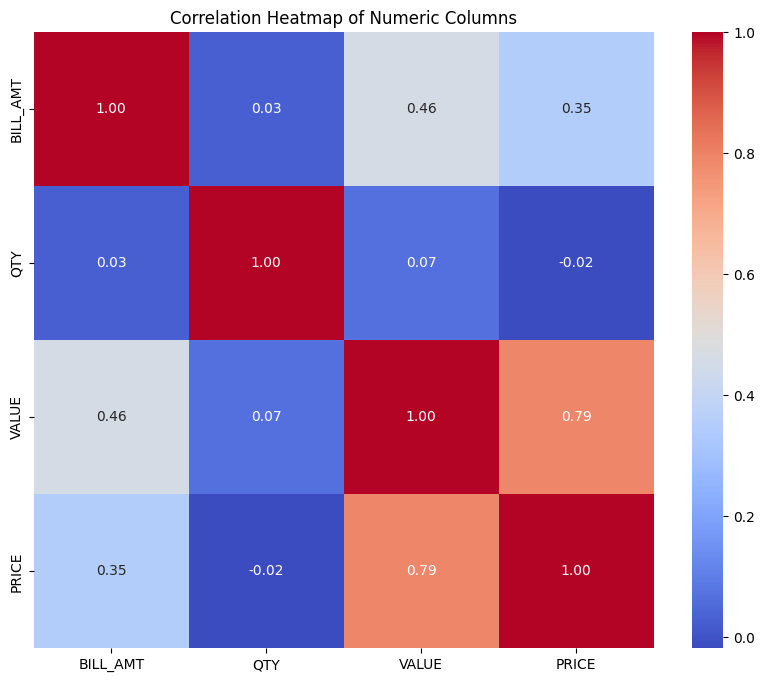 Correlation Heatmap of Numeric Columns
BILL_AMT 1.00 0.03 0.46 0.35
QTY 0.03 1.00 0.07 -0.02
VALUE 0.46 0.07 1.00 0.79
PRICE 0.35 -0.02 0.79 1.00
BILL_AMT QTY VALUE PRICE
1.0
0.8
0.6
0.4
0.2
0.0